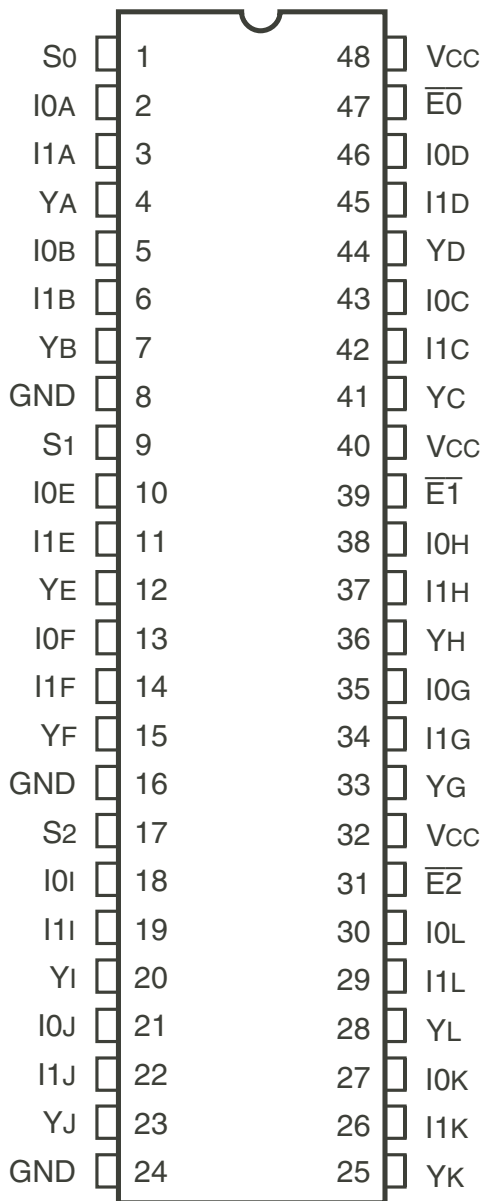 S0 1 48 VCC
I0A 2 47 E0
I1A 3 46 I0D
YA 4 45 I1D
I0B 5 44 YD
I1B 6 43 I0C
YB 7 42 I1C
GND 8 41 YC
S1 9 40 VCC
I0E 10 39 E1
I1E 11 38 I0H
YE 12 37 I1H
I0F 13 36 YH
I1F 14 35 I0G
YF 15 34 I1G
GND 16 33 YG
S2 17 32 VCC
I0I 18 31 E2
I1I 19 30 I0L
YI 20 29 I1L
I0J 21 28 YL
I1J 22 27 I0K
YJ 23 26 I1K
GND 24 25 YK